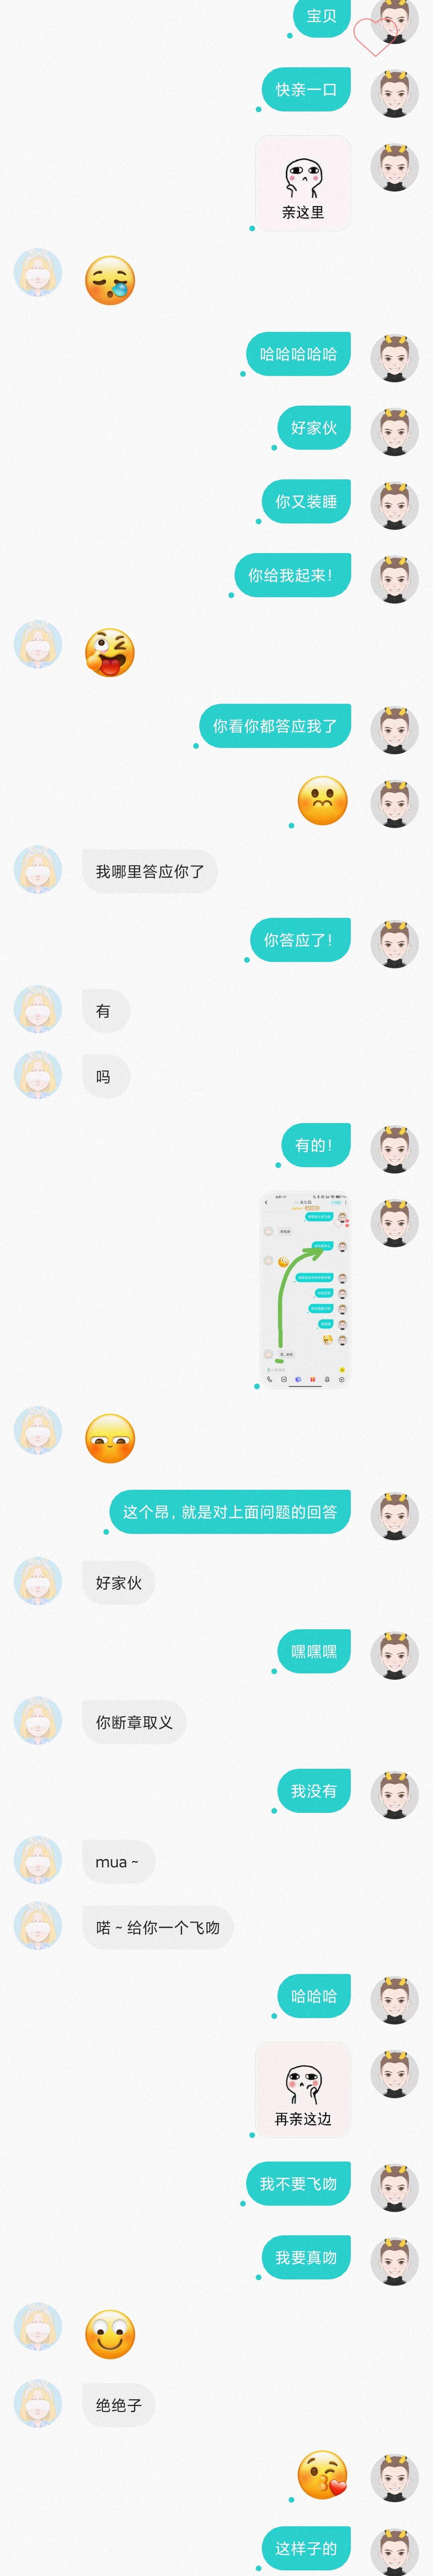 宝贝
快亲一口
亲这里
哈哈哈哈哈
好家伙
你又装睡
你给我起来！
你看你都答应我了
我哪里答应你了
你答应了！
有
吗
有的！
这个昂，就是对上面问题的回答
好家伙
嘿嘿嘿
你断章取义
我没有
mua ~
喏 ~ 给你一个飞吻
哈哈哈
再亲这边
我不要飞吻
我要真吻
绝绝子
这样子的